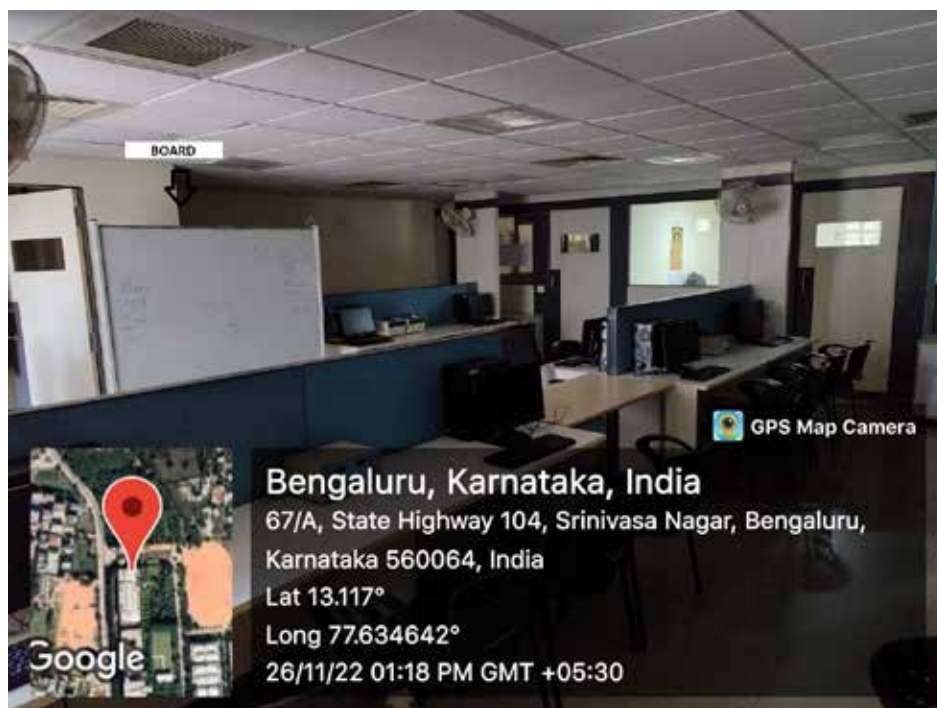 BOARD
GPS Map Camera
Bengaluru, Karnataka, India
67/A, State Highway 104, Srinivasa Nagar, Bengaluru,
Karnataka 560064, India
Lat 13.117°
Long 77.634642°
26/11/22 01:18 PM GMT +05:30
Google